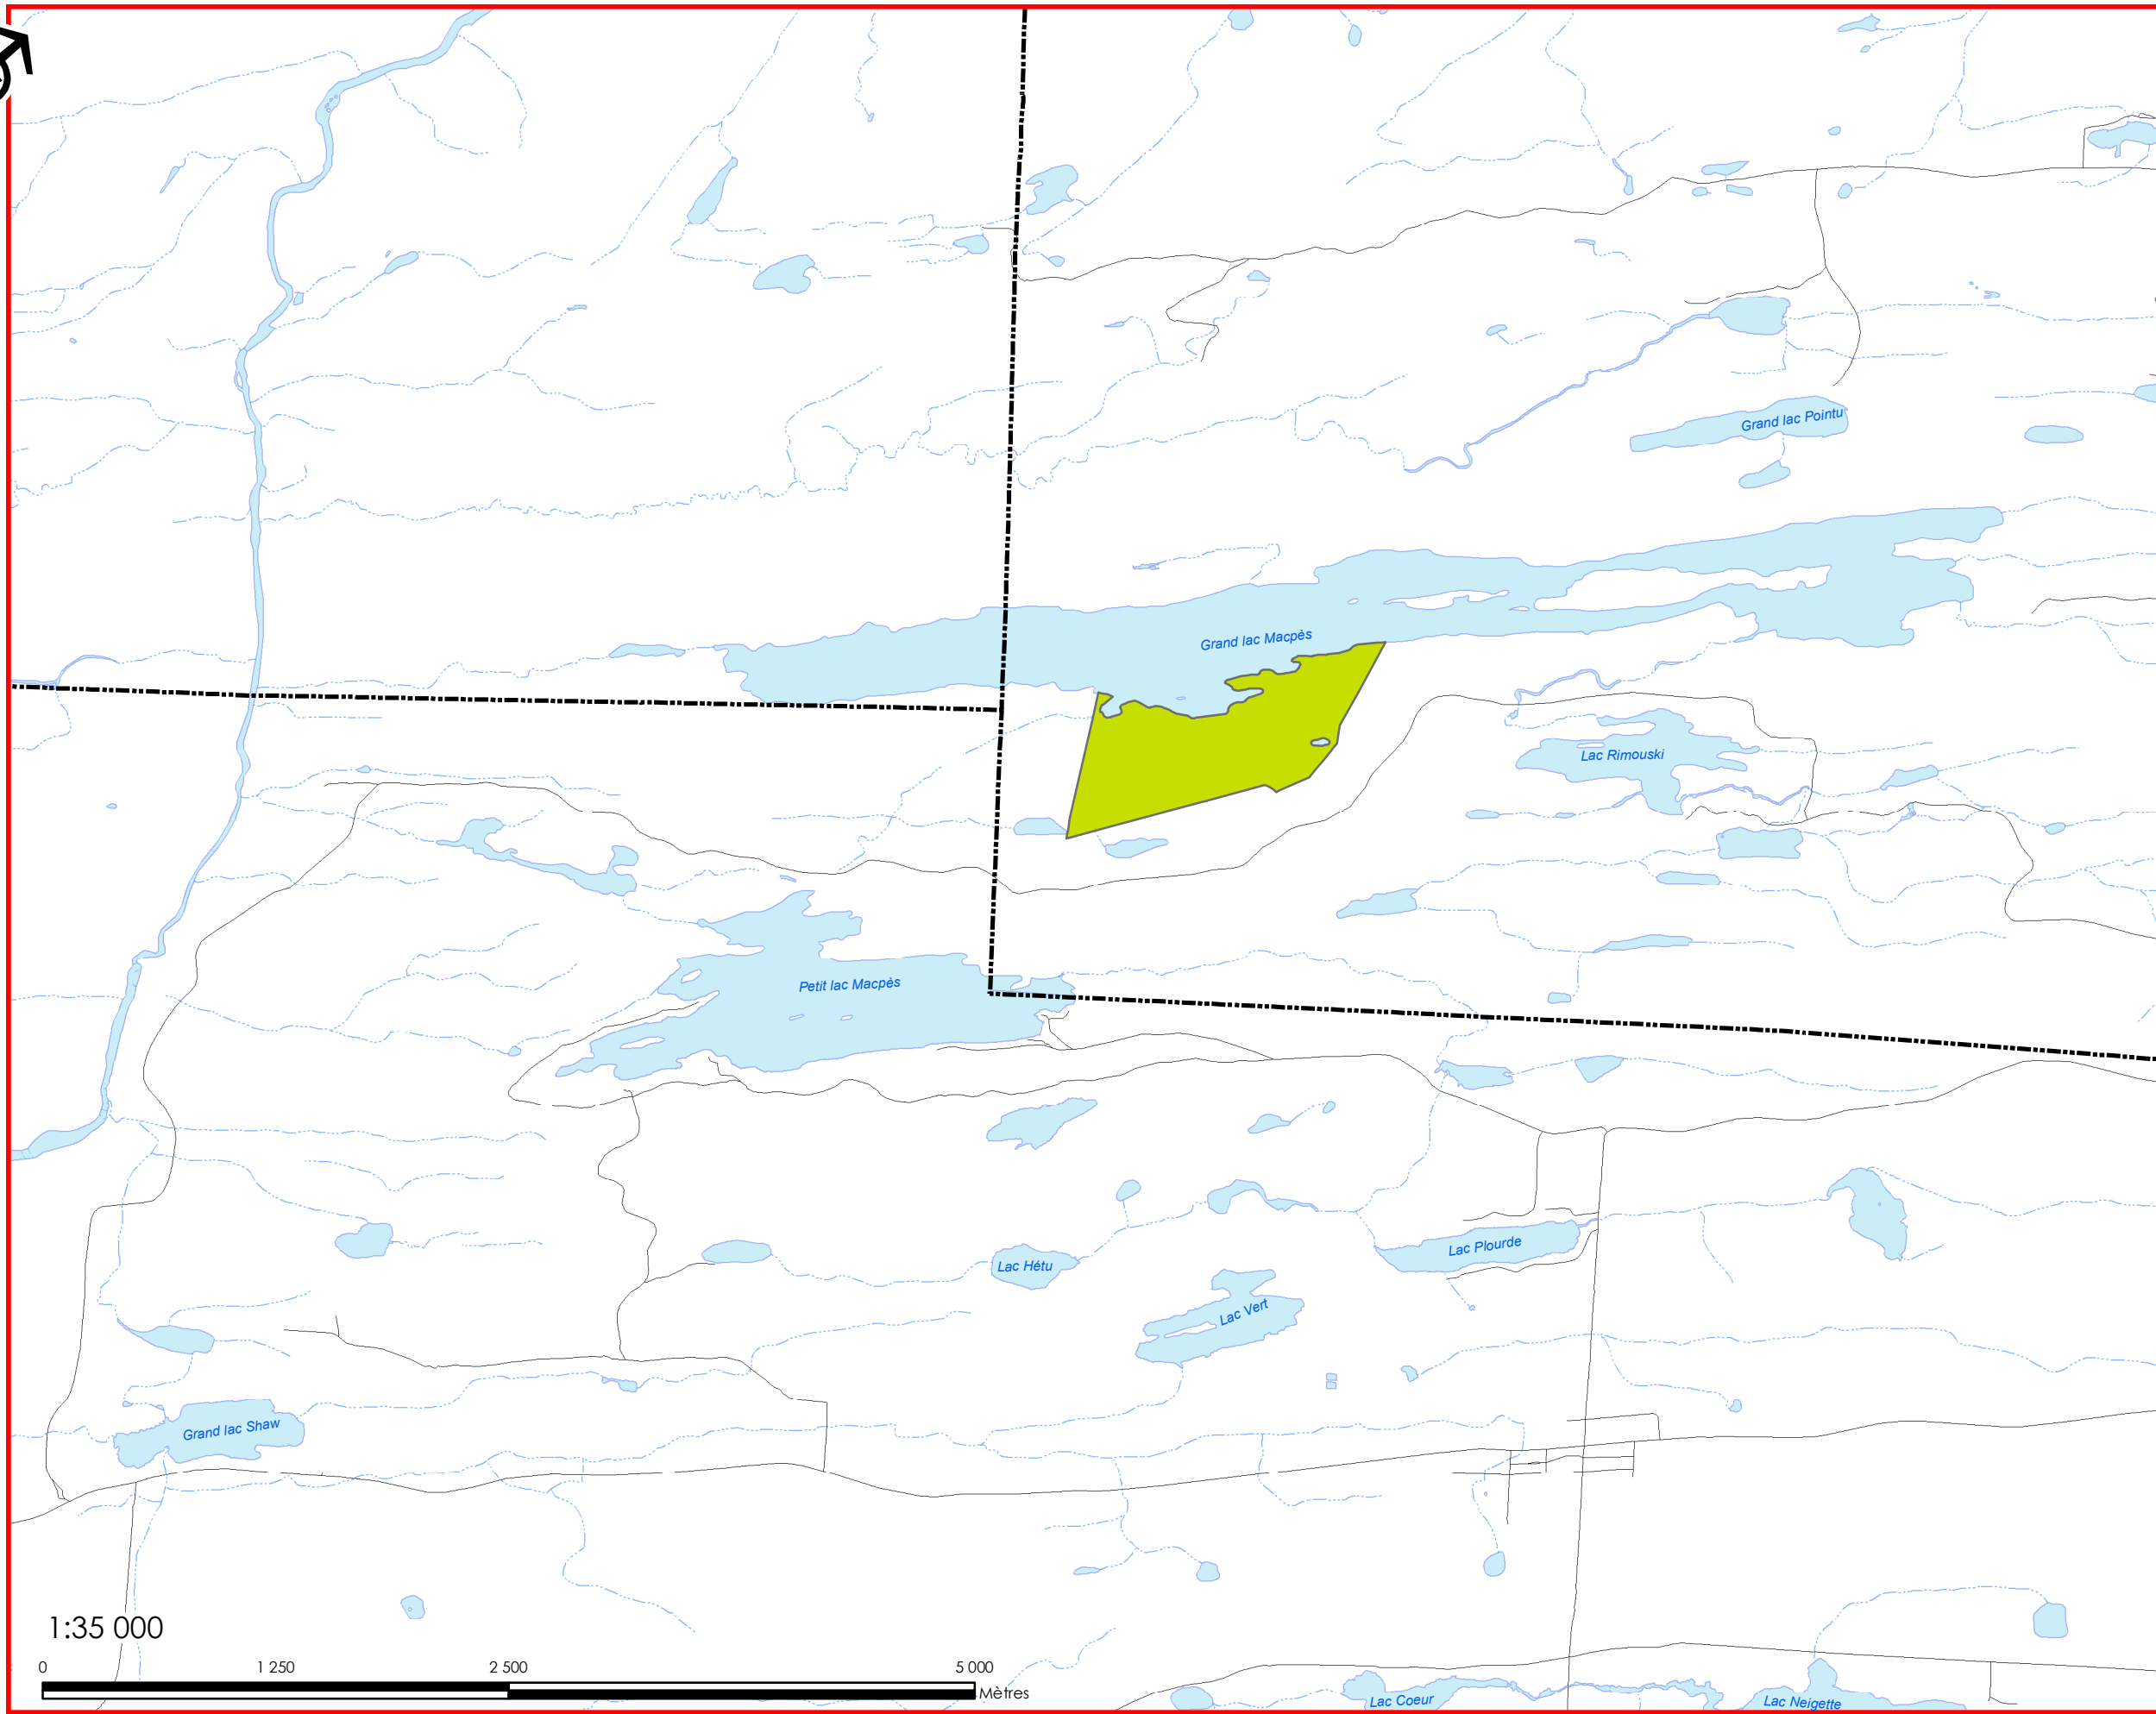 Grand lac Pointu
Grand lac Macpès
Lac Rimouski
Petit lac Macpès
Lac Plourde
Lac Hétu
Lac Vert
Grand lac Shaw
1:35 000
0 1 250 2 500 5 000
Mètres
Lac Coeur
Lac Neigette